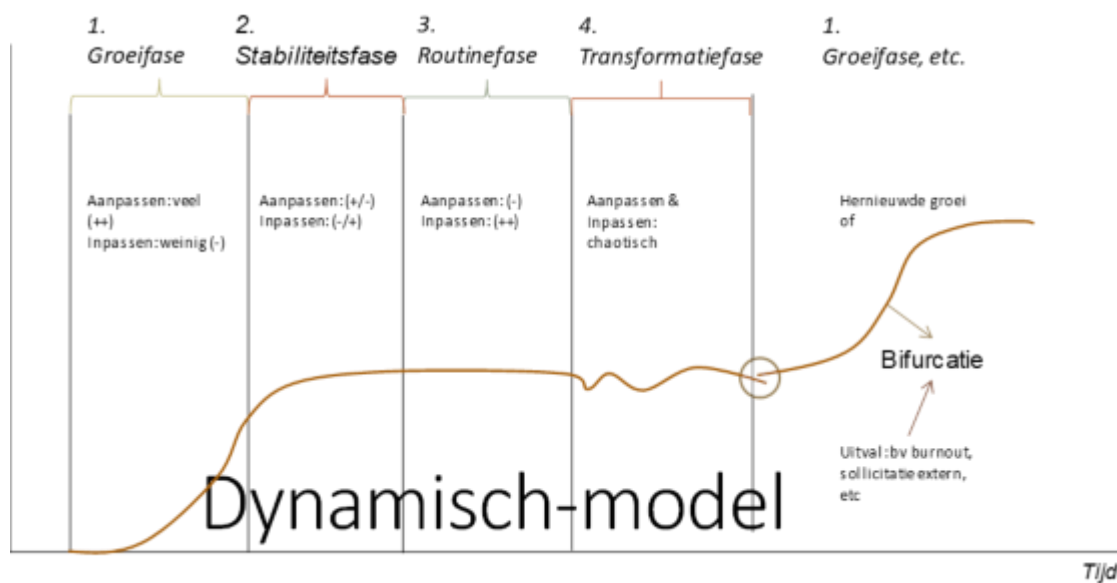 1.
Groeifase
2.
Stabiliteitsfase
3.
Routinefase
4.
Transformatiefase
1.
Groeifase, etc.
Aanpassen: veel
(++)
Inpassen: weinig (-)
Aanpassen: (+/-)
Inpassen: (-/+)
Aanpassen: (-)
Inpassen: (++)
Aanpassen &
Inpassen:
chaotisch
Hernieuwde groei
of
Bifurcatie
Uitval: bv burnout,
sollicitatie extern,
etc
Dynamisch-model
Tijd